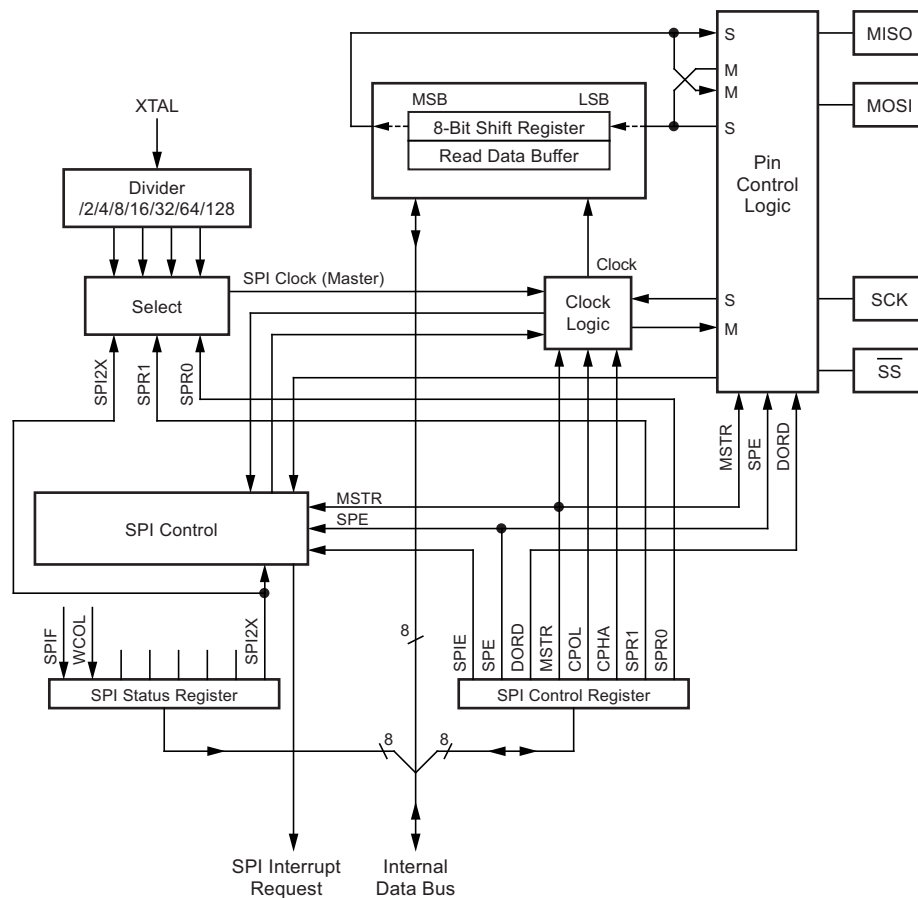 S
MISO
M
MSB
LSB
M
MOSI
XTAL
8-Bit Shift Register
S
Read Data Buffer
Pin
Control
Logic
Divider
/2/4/8/16/32/64/128
Clock
SPI Clock (Master)
Select
Clock
Logic
S
SCK
M
SPI2X
SPR1
SPR0
SS
MSTR
SPE
DORD
MSTR
SPE
SPI Control
SPIF
WCOL
SPI2X
8
SPIE
SPE
DORD
MSTR
CPOL
CPHA
SPR1
SPR0
SPI Status Register
SPI Control Register
8
8
SPI Interrupt
Request
Internal
Data Bus